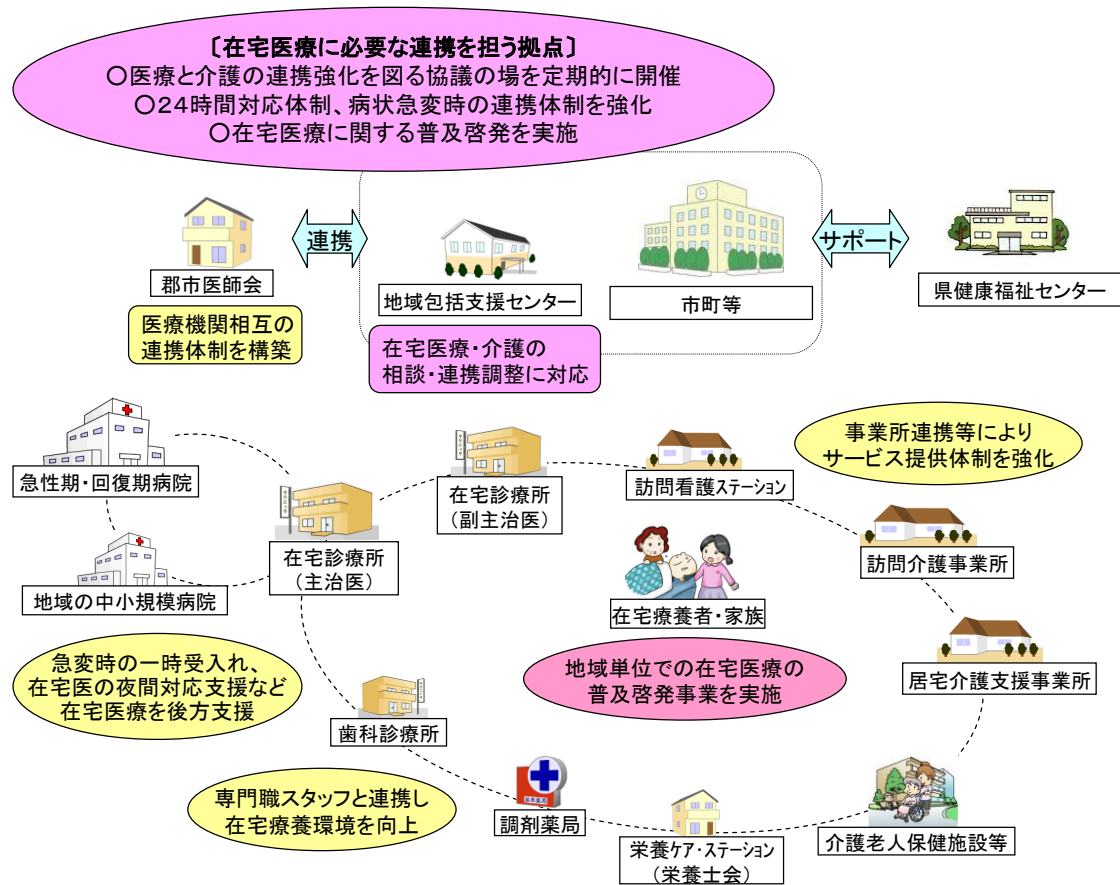 〔在宅医療に必要な連携を担う拠点〕
○医療と介護の連携強化を図る協議の場を定期的に開催
○24時間対応体制、病状急変時の連携体制を強化
○在宅医療に関する普及啓発を実施
連携
サポート
郡市医師会
地域包括支援センター
市町等
県健康福祉センター
医療機関相互の
連携体制を構築
在宅医療・介護の
相談・連携調整に対応
急性期・回復期病院
在宅診療所
(副主治医)
訪問看護ステーション
事業所連携等により
サービス提供体制を強化
地域の中小規模病院
在宅診療所
(主治医)
訪問介護事業所
在宅療養者・家族
急変時の一時受入れ、
在宅医の夜間対応支援など
在宅医療を後方支援
地域単位での在宅医療の
普及啓発事業を実施
居宅介護支援事業所
歯科診療所
専門職スタッフと連携し
在宅療養環境を向上
調剤薬局
栄養ケア・ステーション
(栄養士会)
介護老人保健施設等